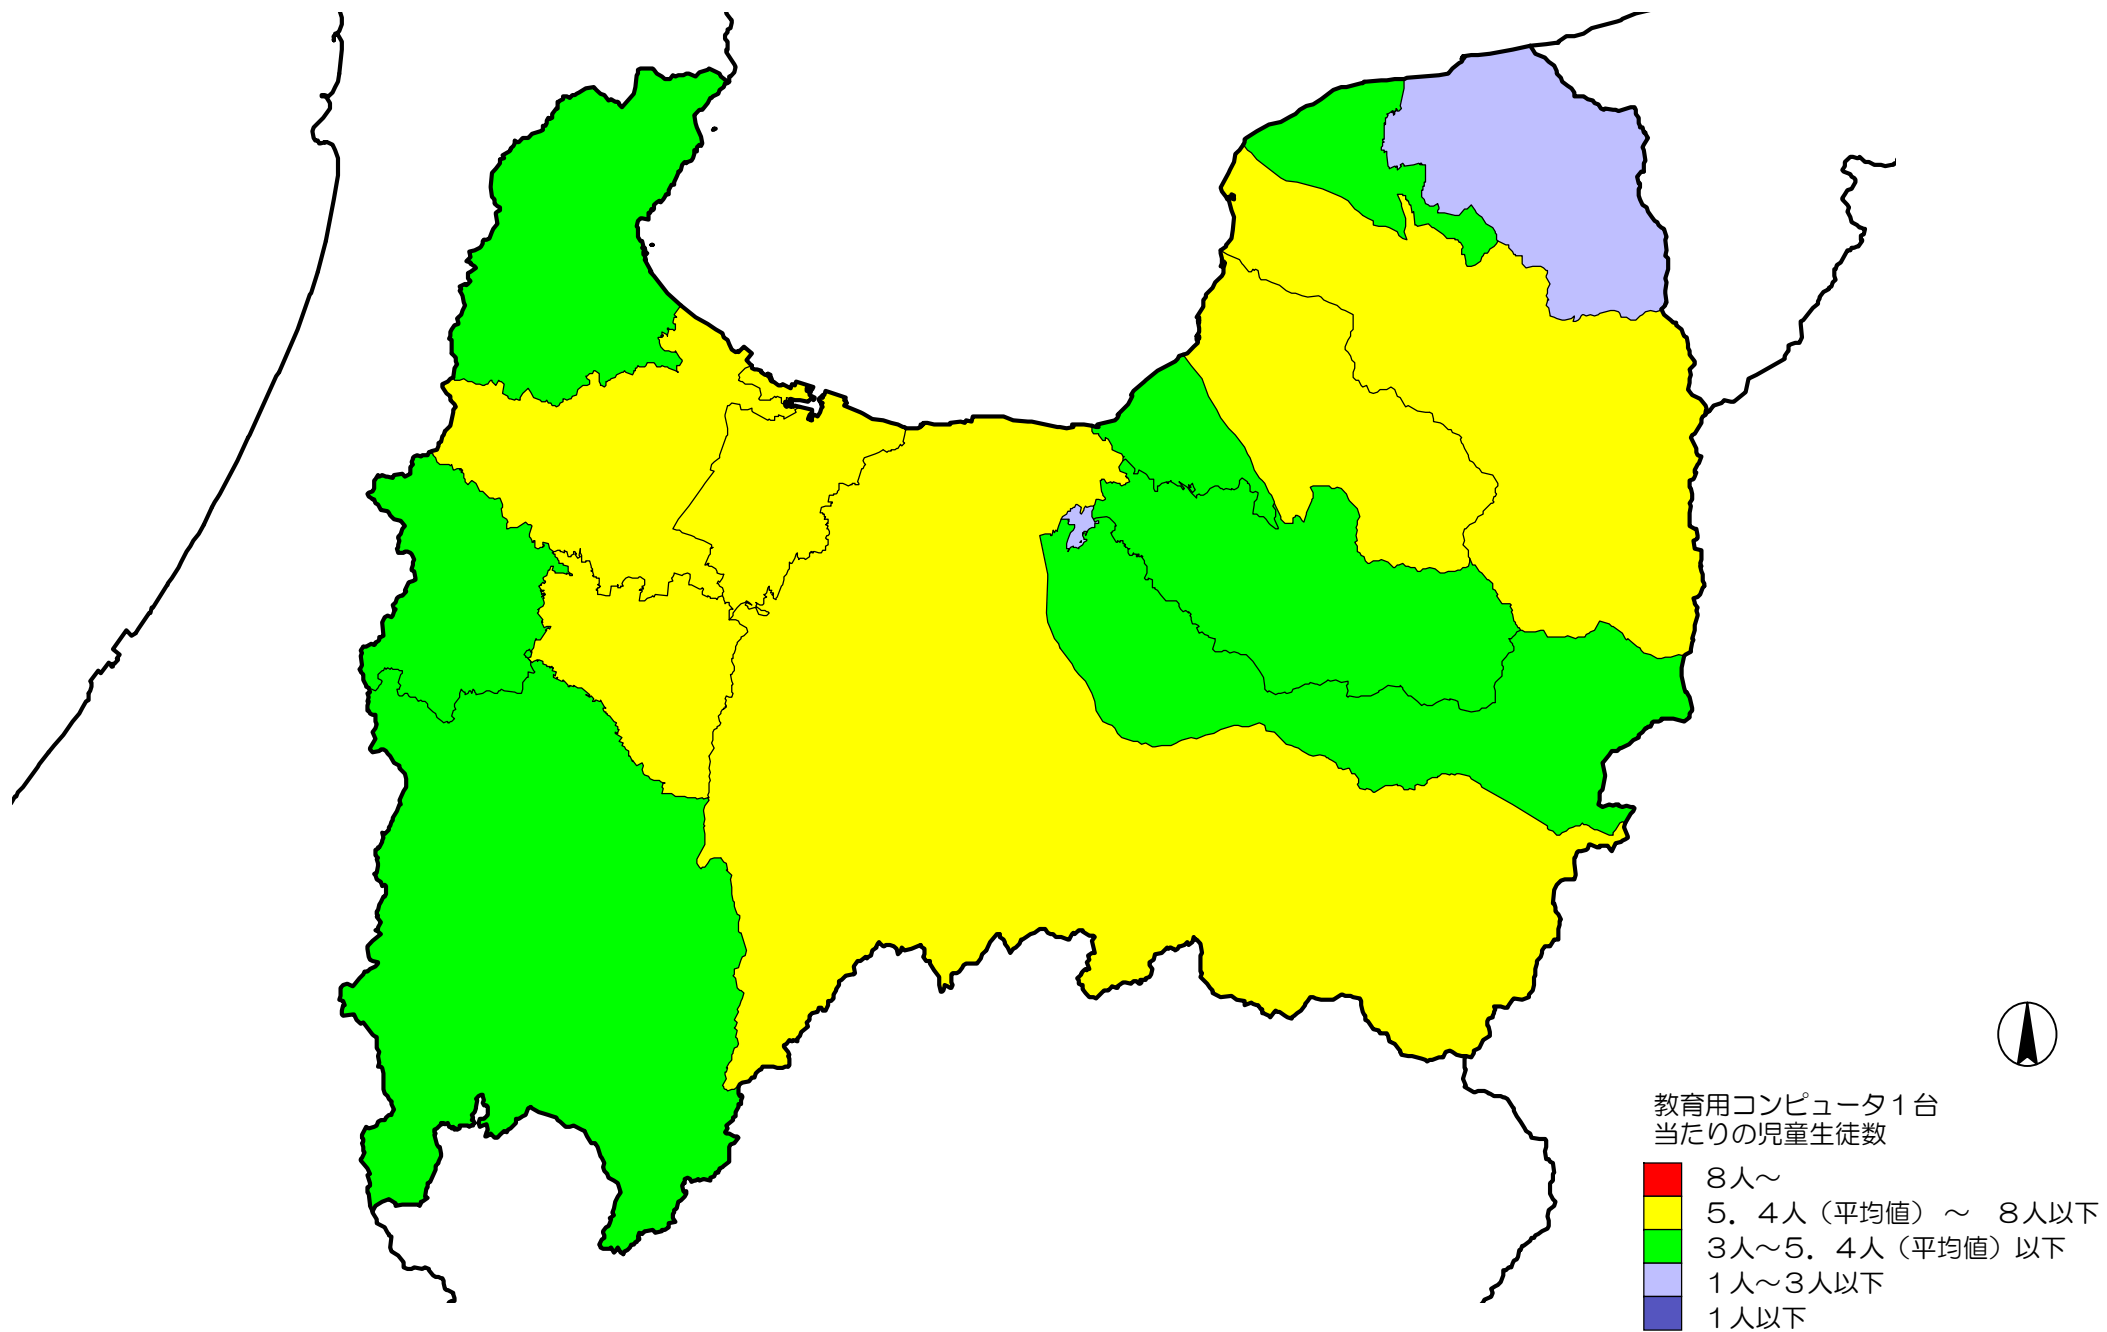 教育用コンピュータ１台
当たりの児童生徒数
８人～
５．４人（平均値）～　８人以下
３人～５．４人（平均値）以下
１人～３人以下
１人以下